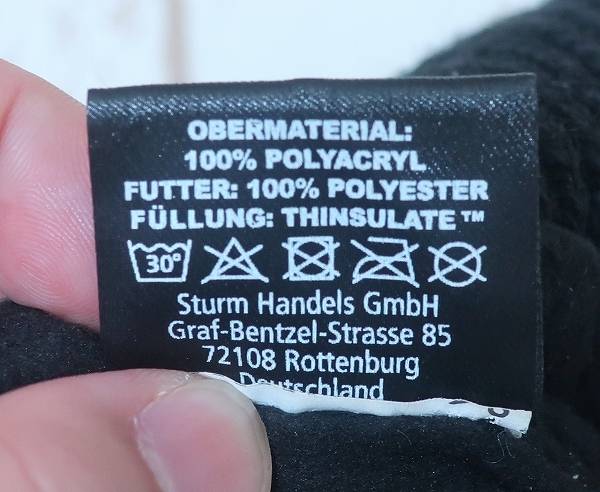 OBERMATERIAL:
100% POLYACRYL
FUTTER: 100% POLYESTER
FÜLLUNG: THINSULATE™
30°
Sturm Handels GmbH
Graf-Bentzel-Strasse 85
72108 Rottenburg
Deutschland